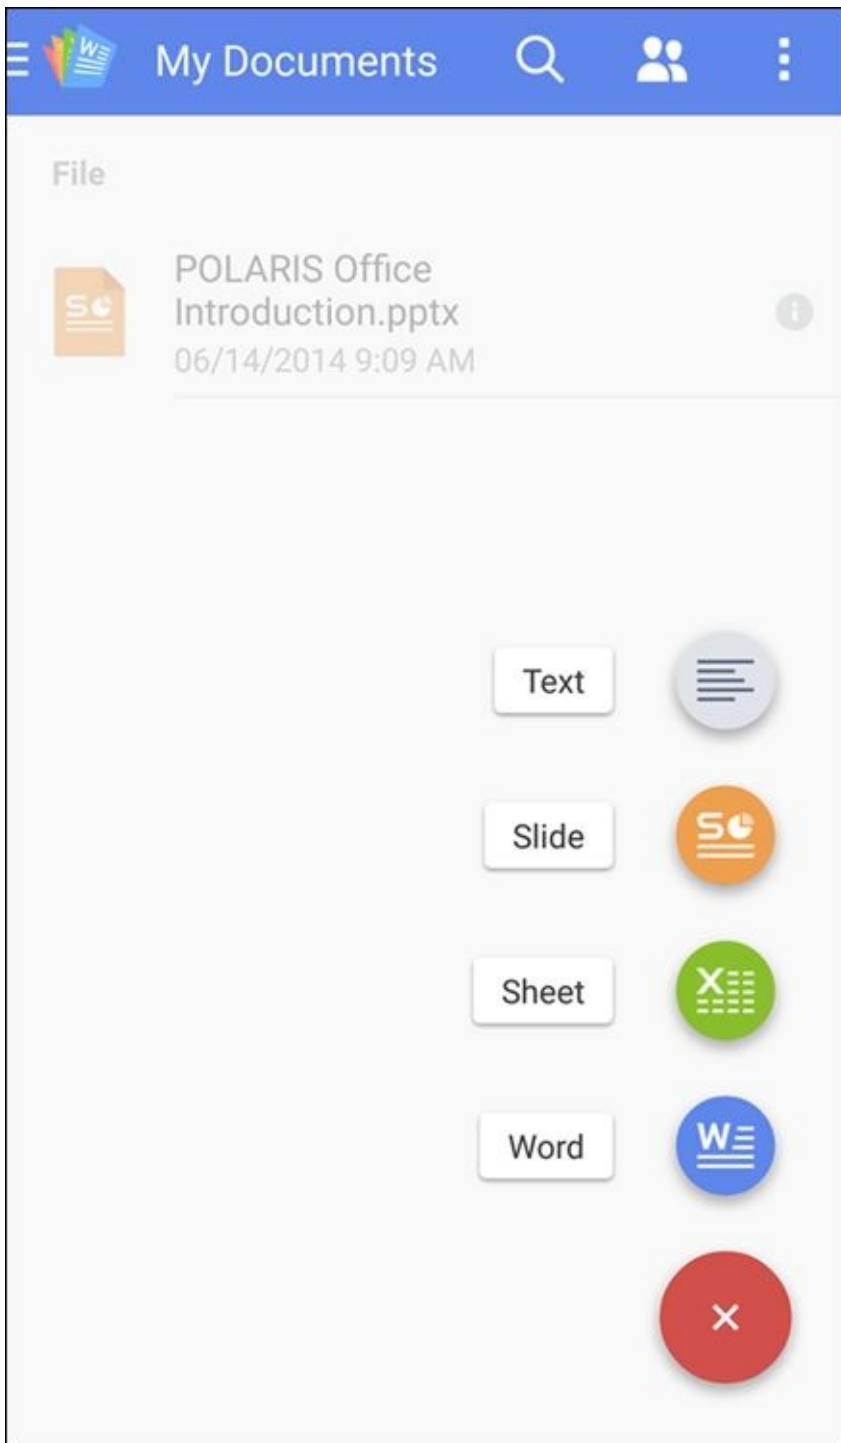 W
My Documents
File
S
POLARIS Office
Introduction.pptx
i
06/14/2014 9:09 AM
Text
S
Slide
X
Sheet
W
Word